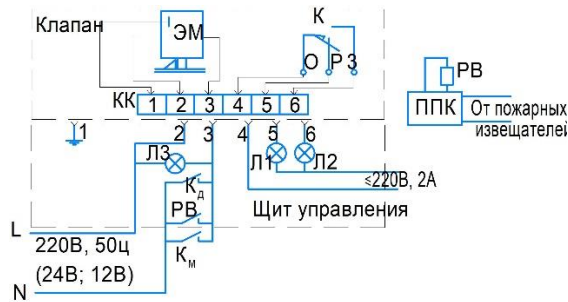 Клапан
ЭМ
К
О Р З
КК 1 2 3 4 5 6
РВ
ППК
От пожарных
извещателей
1
2 3 4 5 6
Л3
Л1
Л2
Кд
РВ
Км
≤220В, 2А
Щит управления
L
220В, 50ц
(24В; 12В)
N